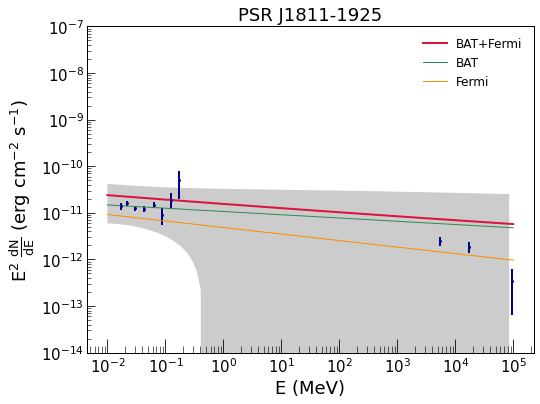 PSR J1811-1925
E² dN/dE (erg cm⁻² s⁻¹)
10⁻⁷
10⁻⁸
10⁻⁹
10⁻¹⁰
10⁻¹¹
10⁻¹²
10⁻¹³
10⁻¹⁴
BAT+Fermi
BAT
Fermi
10⁻² 10⁻¹ 10⁰ 10¹ 10² 10³ 10⁴ 10⁵
E (MeV)